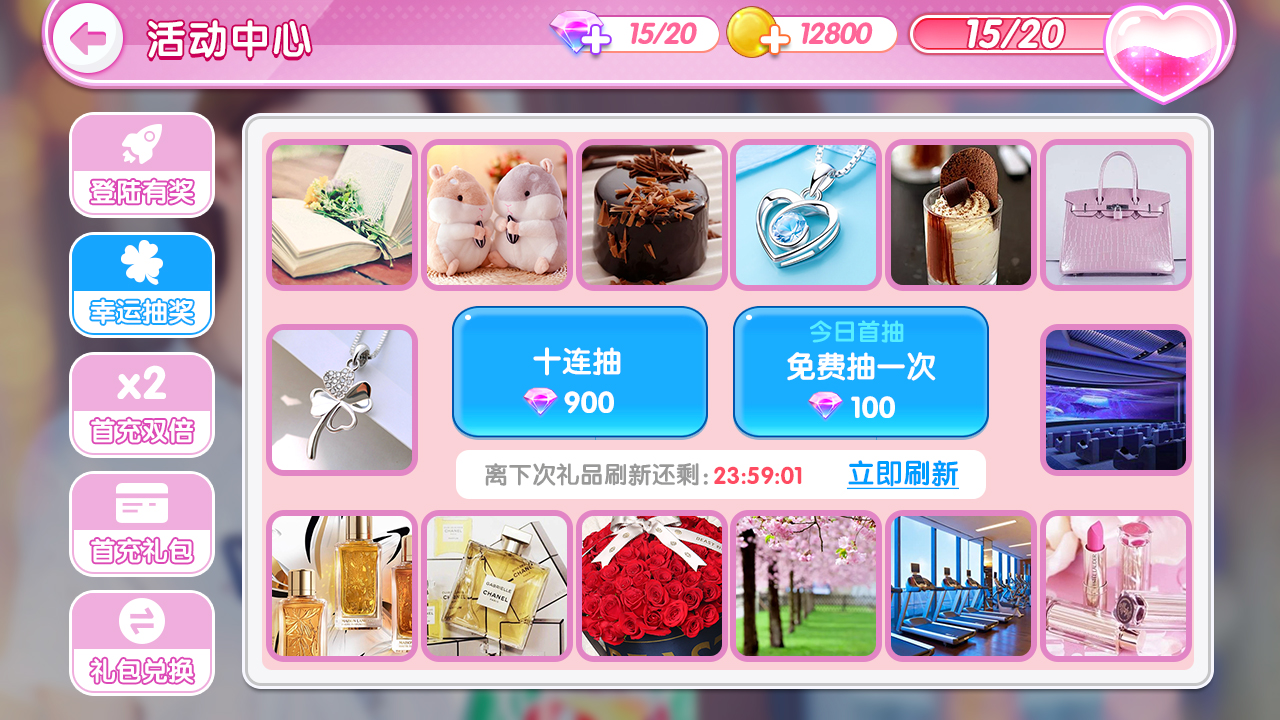 活动中心
15/20
12800
15/20
登陆有奖
幸运抽奖
x2
首充双倍
首充礼包
礼包兑换
十连抽
900
今日首抽
免费抽一次
100
离下次礼品刷新还剩:23:59:01
立即刷新
GABRIELLE
CHANEL